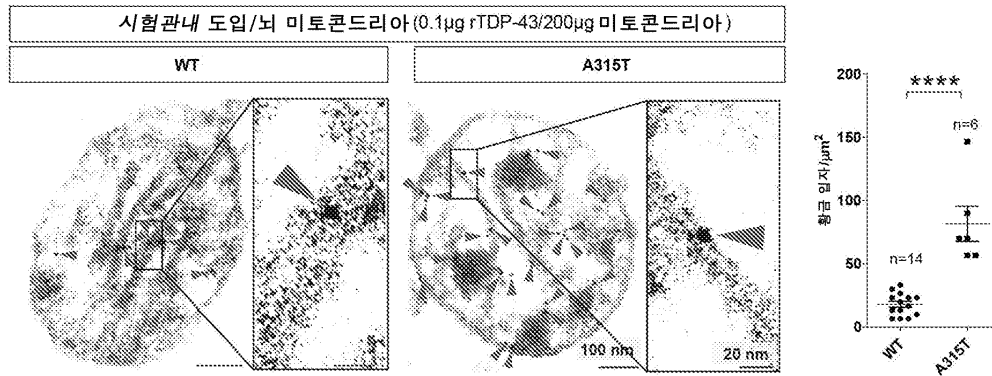 시험관내 도입/뇌 미토콘드리아 (0.1µg rTDP-43/200µg 미토콘드리아)
WT
A315T
100 nm
20 nm
황금 입자/µm²
200
150
100
50
0
****
n=6
n=14
WT
A315T